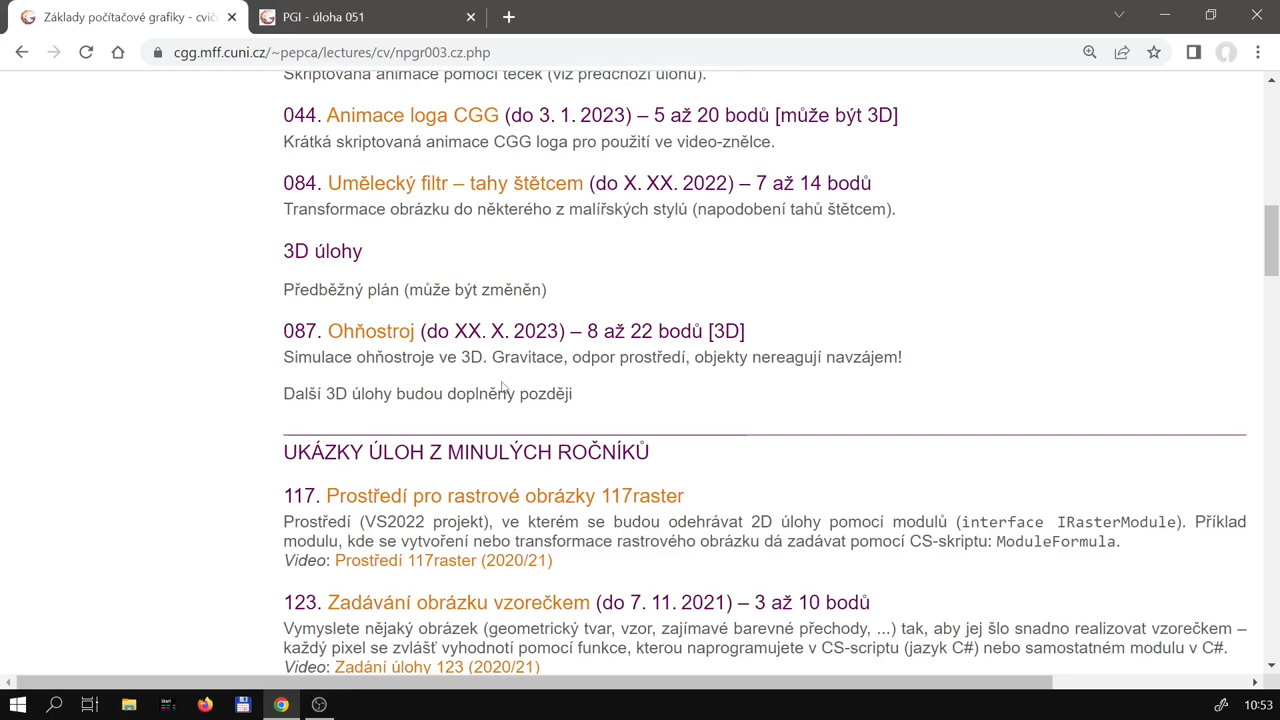 Základy počítačové grafiky - cvič
PGI - úloha 051
cgg.mff.cuni.cz/~pepca/lectures/cv/npgr003.cz.php
Skriptovaná animace pomocí teček (viz předchozí úlohu).
044. Animace loga CGG (do 3. 1. 2023) – 5 až 20 bodů [může být 3D]
Krátká skriptovaná animace CGG loga pro použití ve video-znělce.
084. Umělecký filtr – tahy štětcem (do X. XX. 2022) – 7 až 14 bodů
Transformace obrázku do některého z malířských stylů (napodobení tahů štětcem).
3D úlohy
Předběžný plán (může být změněn)
087. Ohňostroj (do XX. X. 2023) – 8 až 22 bodů [3D]
Simulace ohňostroje ve 3D. Gravitace, odpor prostředí, objekty nereagují navzájem!
Další 3D úlohy budou doplněny později
UKÁZKY ÚLOH Z MINULÝCH ROČNÍKŮ
117. Prostředí pro rastrové obrázky 117raster
Prostředí (VS2022 projekt), ve kterém se budou odehrávat 2D úlohy pomocí modulů (interface IRasterModule). Příklad
modulu, kde se vytvoření nebo transformace rastrového obrázku dá zadávat pomocí CS-skriptu: ModuleFormula.
Video: Prostředí 117raster (2020/21)
123. Zadávání obrázku vzorečkem (do 7. 11. 2021) – 3 až 10 bodů
Vymyslete nějaký obrázek (geometrický tvar, vzor, zajímavé barevné přechody, ...) tak, aby jej šlo snadno realizovat vzorečkem –
každý pixel se zvlášť vyhodnotí pomocí funkce, kterou naprogramujete v CS-skriptu (jazyk C#) nebo samostatném modulu v C#.
Video: Zadání úlohy 123 (2020/21)
Start
10:53